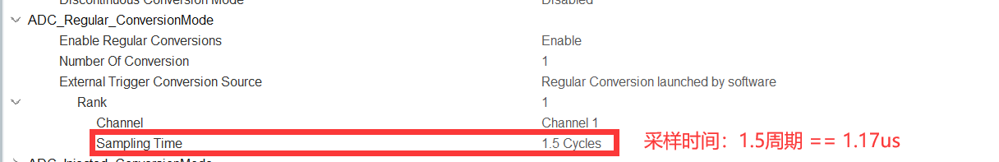 Discontinuous Conversion Mode Disabled
ADC_Regular_ConversionMode
Enable Regular Conversions Enable
Number Of Conversion 1
External Trigger Conversion Source Regular Conversion launched by software
Rank 1
Channel Channel 1
Sampling Time 1.5 Cycles 采样时间：1.5周期 == 1.17us
ADC_Injected_ConversionMode